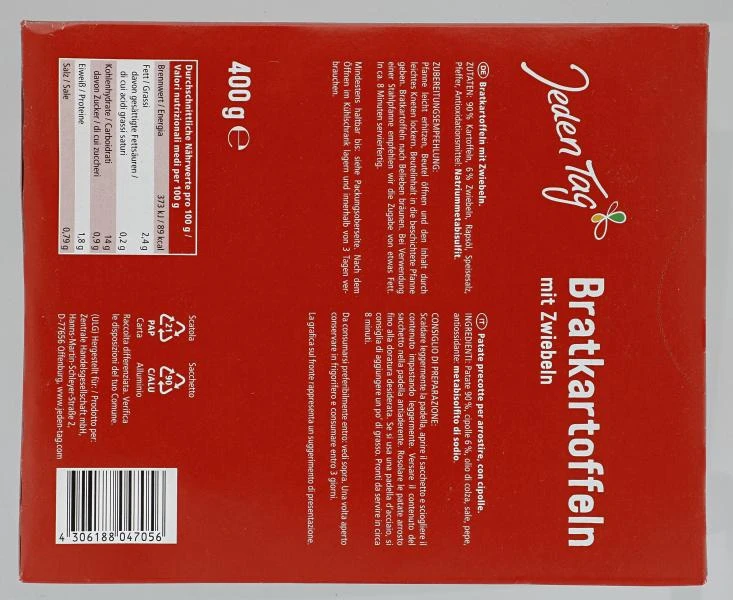 Jeden Tag
Bratkartoffeln
mit Zwiebeln
DE Bratkartoffeln mit Zwiebeln.
ZUTATEN: 90 % Kartoffeln, 6 % Zwiebeln, Rapsöl, Speisesalz,
Pfeffer, Antioxidationsmittel: Natriummetabisulfit.
ZUBEREITUNGSEMPFEHLUNG:
Pfanne leicht erhitzen, Beutel öffnen und den Inhalt durch
leichtes Kneten lockern. Beutelinhalt in die beschichtete Pfanne
geben. Bratkartoffeln nach Belieben bräunen. Bei Verwendung
einer Stahlpfanne empfehlen wir die Zugabe von etwas Fett.
In ca. 8 Minuten servierfertig.
Mindestens haltbar bis: siehe Packungsoberseite. Nach dem
Öffnen im Kühlschrank lagern und innerhalb von 3 Tagen ver-
brauchen.
IT Patate precotte per arrostire, con cipolle.
INGREDIENTI: Patate 90 %, cipolle 6 %, olio di colza, sale, pepe,
antiossidante: metabisolfito di sodio.
CONSIGLIO DI PREPARAZIONE:
Scaldare leggermente la padella, aprire il sacchetto e sciogliere il
contenuto impastando leggermente. Versare il contenuto del
sacchetto nella padella antiaderente. Rosolare le patate arrosto
fino alla doratura desiderata. Se si usa una padella d'acciaio, si
consiglia di aggiungere un po' di grasso. Pronti da servire in circa
8 minuti.
Da consumarsi preferibilmente entro: vedi sopra. Una volta aperto
conservare in frigorifero e consumare entro 3 giorni.
La grafica sul fronte rappresenta un suggerimento di presentazione.
400 g e
Durchschnittliche Nährwerte pro 100 g /
Valori nutrizionali medi per 100 g
Brennwert / Energia 373 kJ / 89 kcal
Fett / Grassi 2,4 g
davon gesättigte Fettsäuren /
di cui acidi grassi saturi 0,2 g
Kohlenhydrate / Carboidrati 14 g
davon Zucker / di cui zuccheri 0,9 g
Eiweiß / Proteine 1,8 g
Salz / Sale 0,79 g
Scatola Sacchetto
21 90
PAP C/ALU
Carta Alluminio
Raccolta differenziata. Verifica
le disposizioni del tuo Comune.
(ULG) Hergestellt für: / Prodotto per:
Zentrale Handelsgesellschaft mbH,
Hanns-Martin-Schleyer-Straße 2,
D-77656 Offenburg, www.jeden-tag.com
4 306188 047056